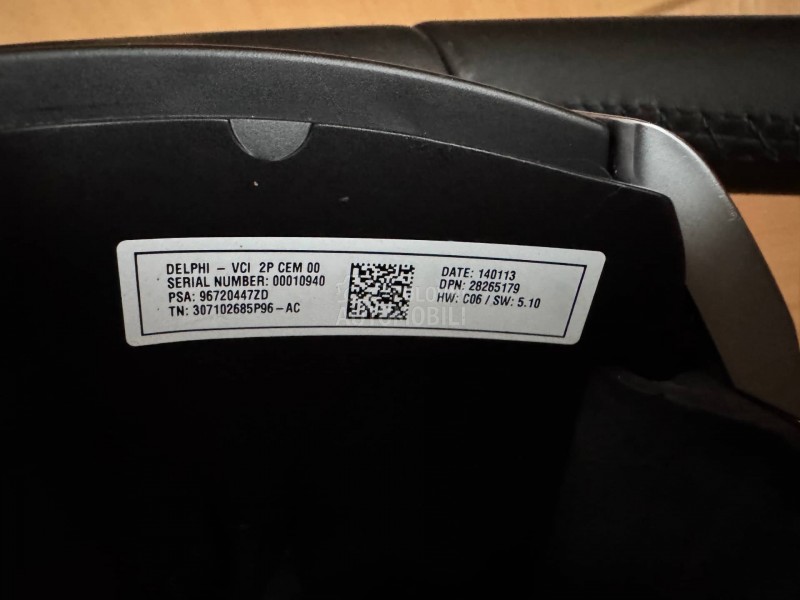 DELPHI - VCI 2P CEM 00
SERIAL NUMBER: 00010940
PSA: 96720447ZD
TN: 307102685P96-AC
DATE: 140113
DPN: 28265179
HW: C06 / SW: 5.10
AUTOMOBILI